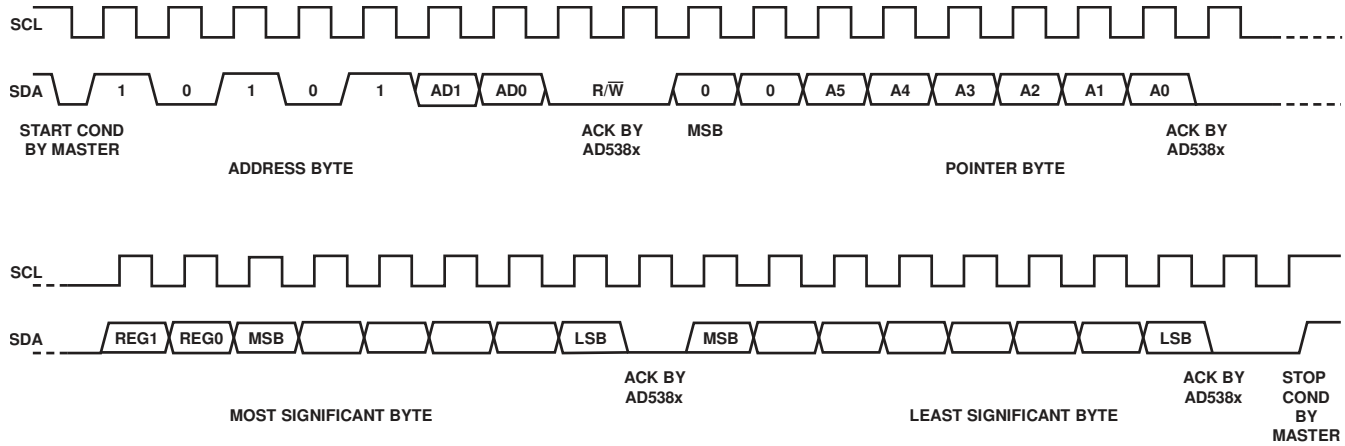 SCL
SDA 1 0 1 0 1 AD1 AD0 R/W̅ 0 0 A5 A4 A3 A2 A1 A0
START COND
BY MASTER
ACK BY
AD538x
MSB
ACK BY
AD538x
ADDRESS BYTE
POINTER BYTE
SCL
SDA REG1 REG0 MSB LSB MSB LSB
ACK BY
AD538x
ACK BY
AD538x
STOP
COND
BY
MASTER
MOST SIGNIFICANT BYTE
LEAST SIGNIFICANT BYTE